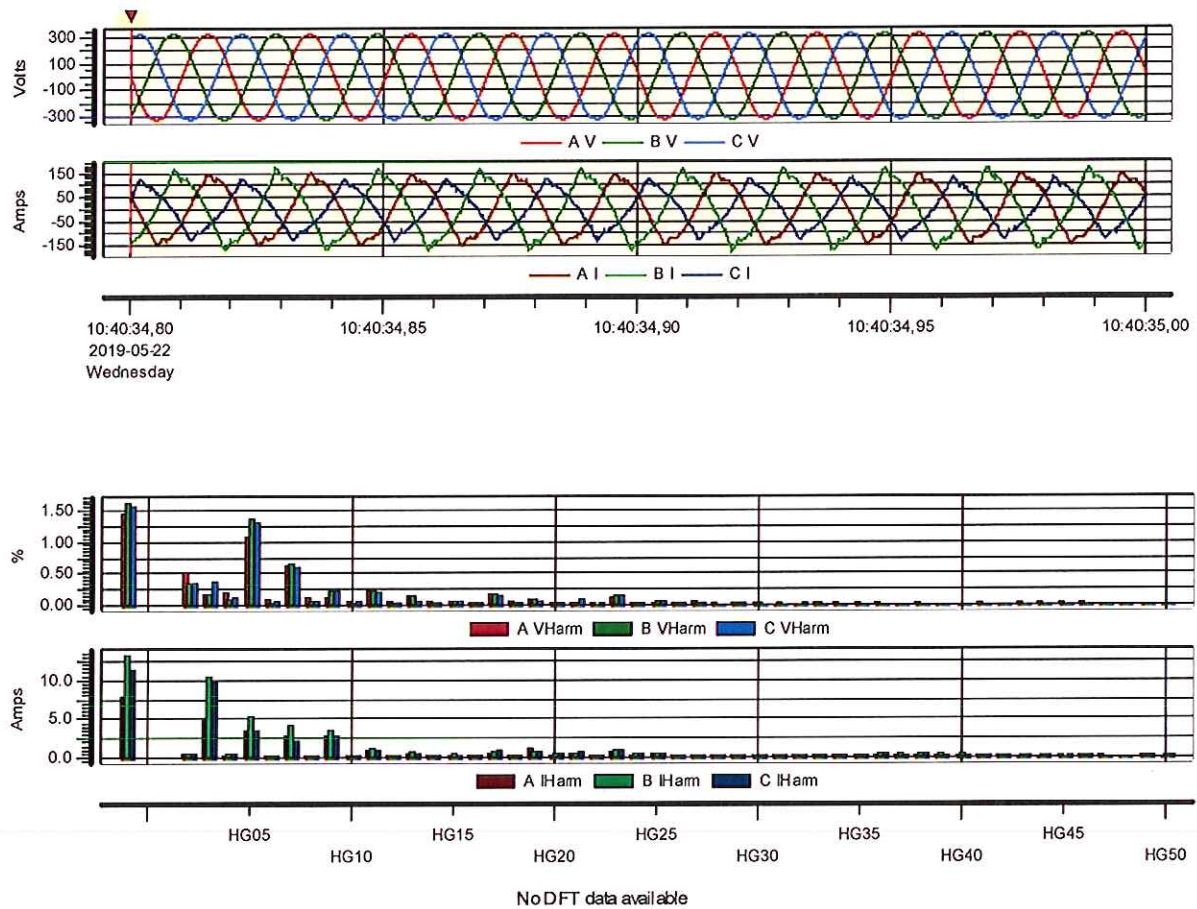 300
100
-100
-300
Volts
A V B V C V
150
50
-50
-150
Amps
A I B I C I
10:40:34,80 10:40:34,85 10:40:34,90 10:40:34,95 10:40:35,00
2019-05-22
Wednesday
1.50
1.00
0.50
0.00
%
A VHarm B VHarm C VHarm
10.0
5.0
0.0
Amps
A IHarm B IHarm C IHarm
HG05 HG15 HG25 HG35 HG45
HG10 HG20 HG30 HG40 HG50
No DFT data available